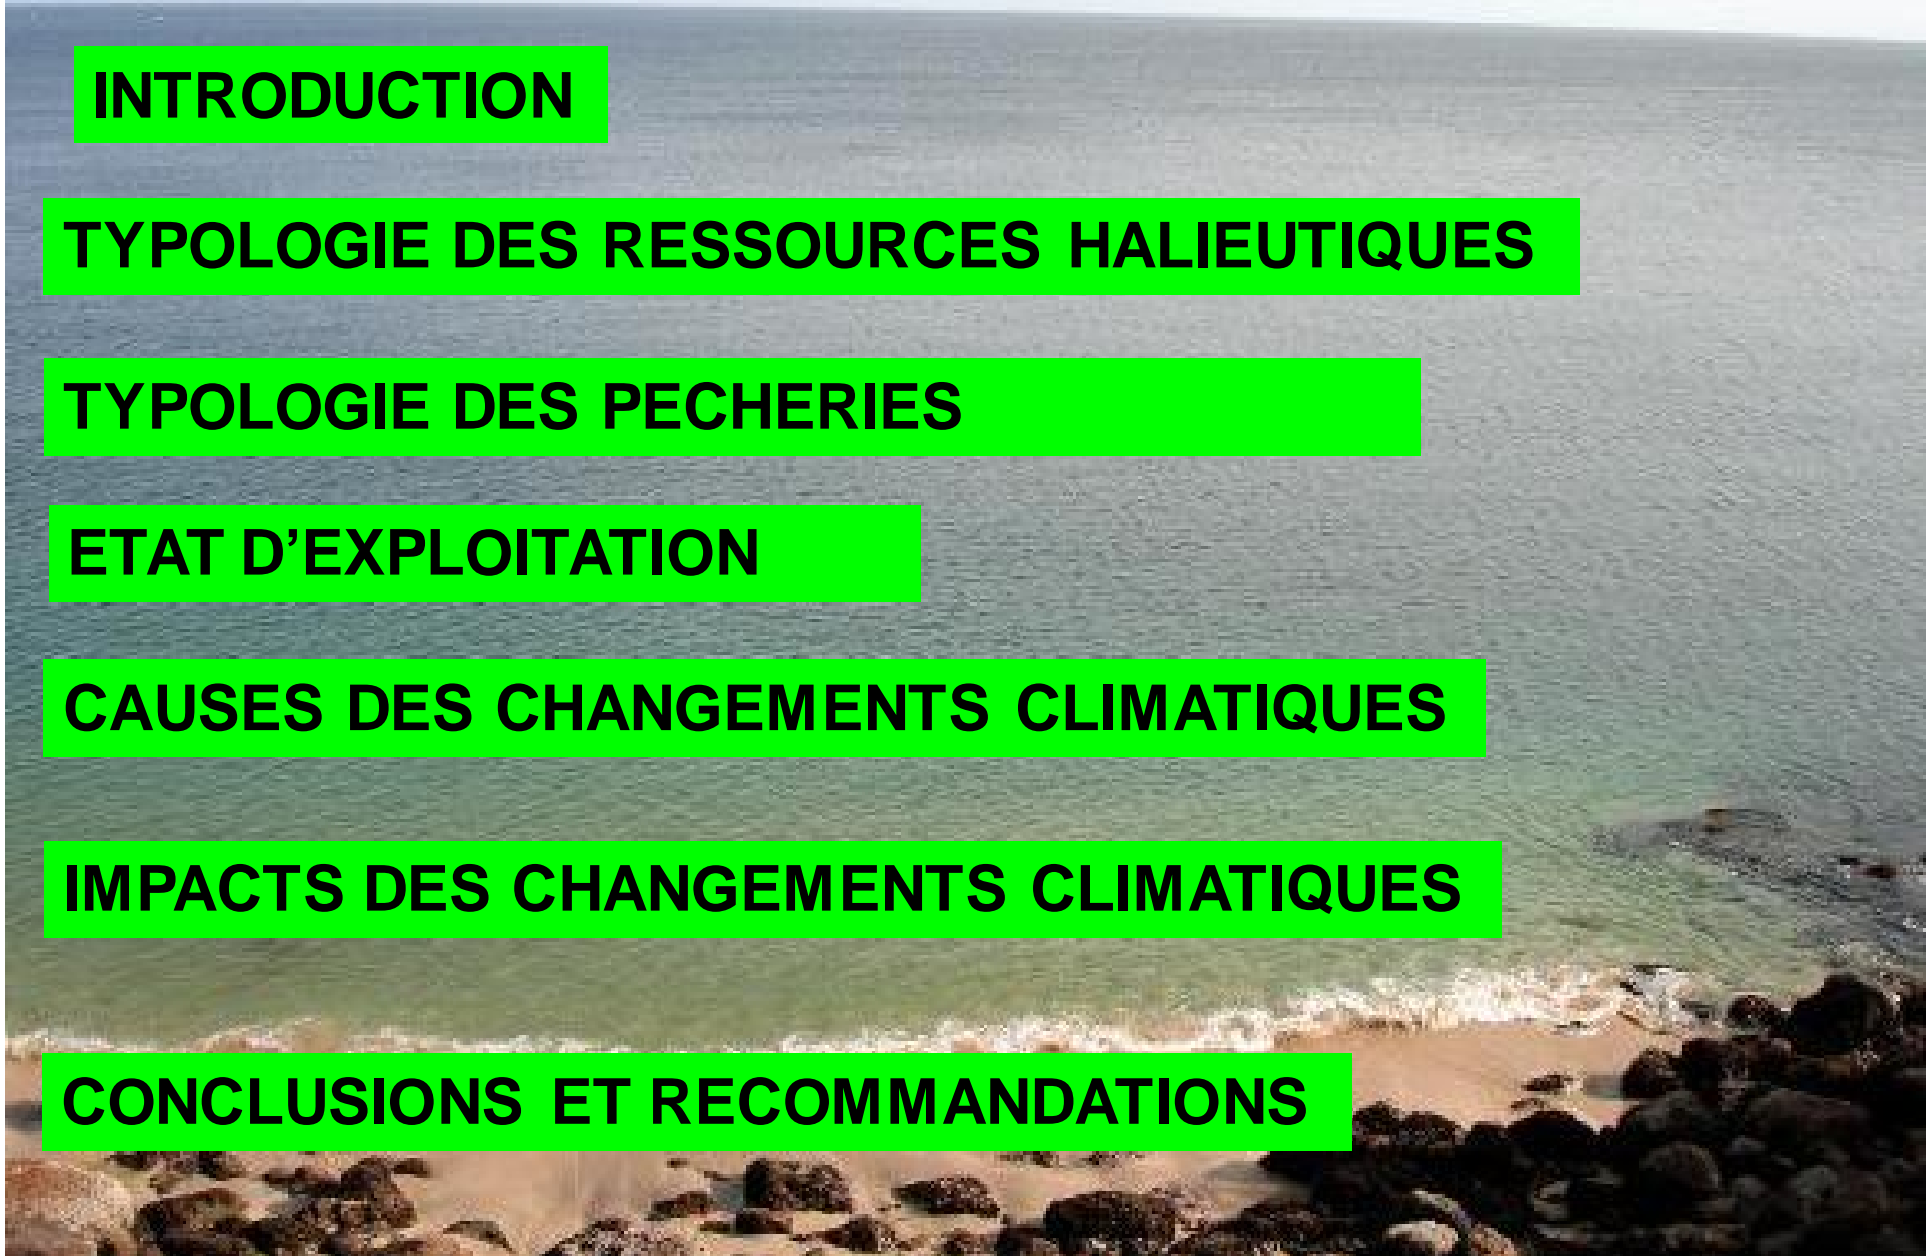 INTRODUCTION
TYPOLOGIE DES RESSOURCES HALIEUTIQUES
TYPOLOGIE DES PECHERIES
ETAT D’EXPLOITATION
CAUSES DES CHANGEMENTS CLIMATIQUES
IMPACTS DES CHANGEMENTS CLIMATIQUES
CONCLUSIONS ET RECOMMANDATIONS